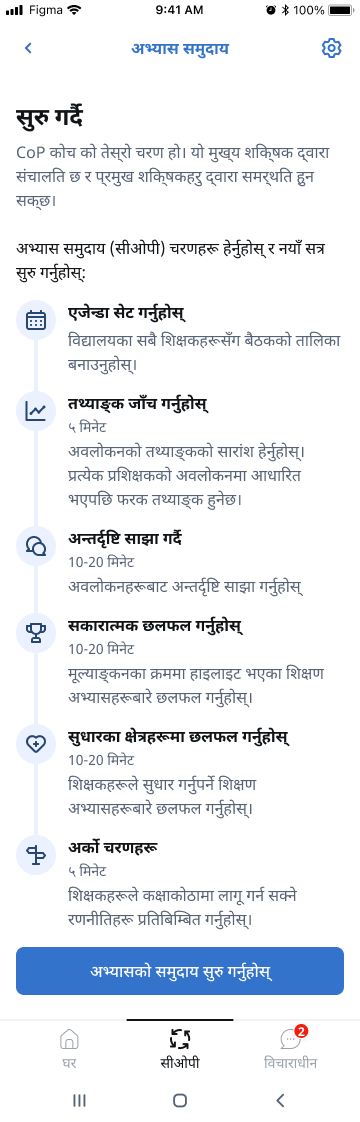 Figma 9:41 AM 100%
अभ्यास समुदाय
सुरु गर्दै
CoP कोच को तेस्रो चरण हो। यो मुख्य शिक्षक द्वारा
संचालित छ र प्रमुख शिक्षकहरु द्वारा समर्थित हुन
सक्छ।
अभ्यास समुदाय (सीओपी) चरणहरू हेर्नुहोस् र नयाँ सत्र
सुरु गर्नुहोस्:
एजेन्डा सेट गर्नुहोस्
विद्यालयका सबै शिक्षकहरूसँग बैठकको तालिका
बनाउनुहोस्।
तथ्याङ्क जाँच गर्नुहोस्
५ मिनेट
अवलोकनको तथ्याङ्कको सारांश हेर्नुहोस्।
प्रत्येक प्रशिक्षकको अवलोकनमा आधारित
भएपछि फरक तथ्याङ्क हुनेछ।
अन्तर्दृष्टि साझा गर्दै
10-20 मिनेट
अवलोकनहरूबाट अन्तर्दृष्टि साझा गर्नुहोस्
सकारात्मक छलफल गर्नुहोस्
10-20 मिनेट
मूल्याङ्कनका क्रममा हाइलाइट भएका शिक्षण
अभ्यासहरूबारे छलफल गर्नुहोस्।
सुधारका क्षेत्रहरूमा छलफल गर्नुहोस्
10-20 मिनेट
शिक्षकहरूले सुधार गर्नुपर्ने शिक्षण
अभ्यासहरूबारे छलफल गर्नुहोस्।
अर्को चरणहरू
५ मिनेट
शिक्षकहरूले कक्षाकोठामा लागू गर्न सक्ने
रणनीतिहरू प्रतिबिम्बित गर्नुहोस्।
अभ्यासको समुदाय सुरु गर्नुहोस्
2
घर सीओपी विचाराधीन